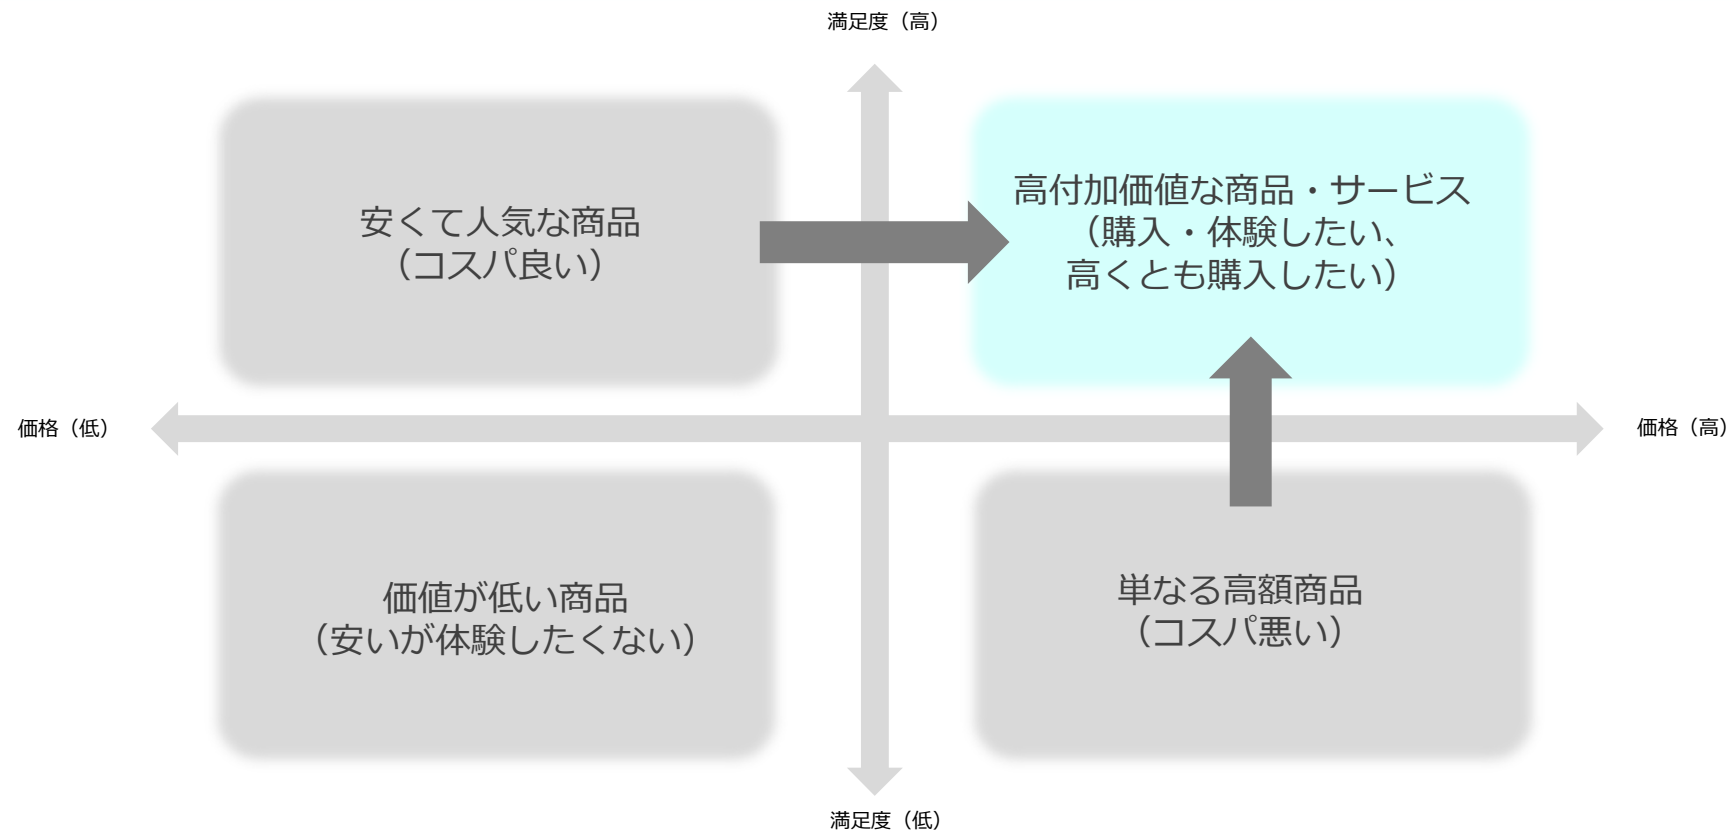 満足度（高）
安くて人気な商品
（コスパ良い）
高付加価値な商品・サービス
（購入・体験したい、
高くとも購入したい）
価格（低）
価格（高）
価値が低い商品
（安いが体験したくない）
単なる高額商品
（コスパ悪い）
満足度（低）